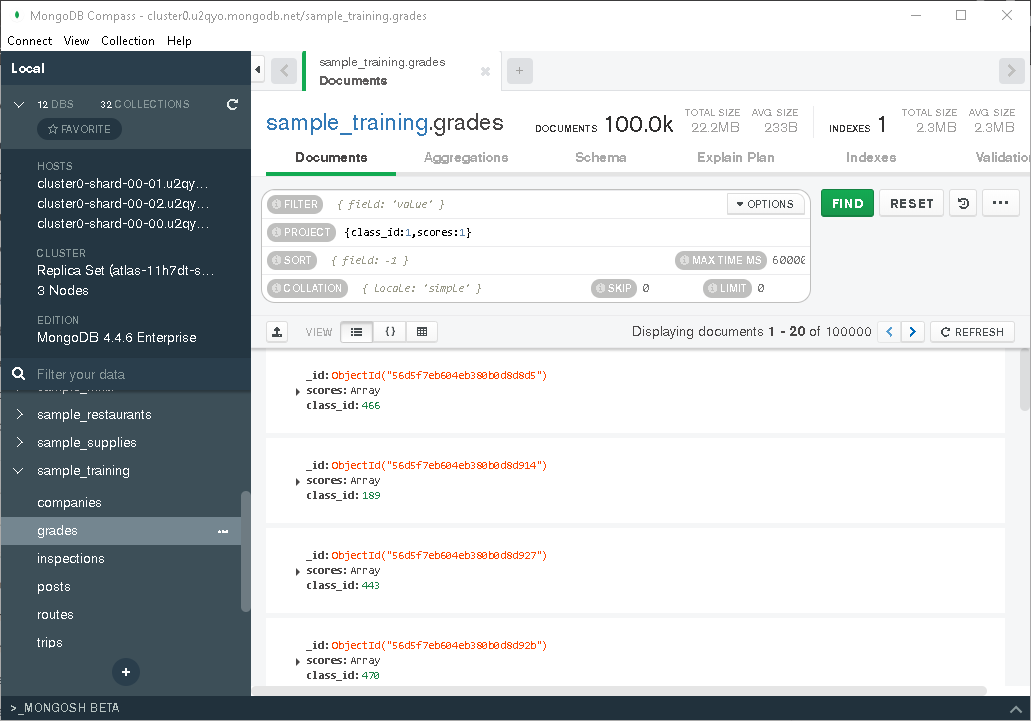 MongoDB Compass - cluster0.u2qyo.mongodb.net/sample_training.grades
Connect View Collection Help
Local
12 DBS 32 COLLECTIONS
FAVORITE
HOSTS
cluster0-shard-00-01.u2qy...
cluster0-shard-00-02.u2qy...
cluster0-shard-00-00.u2qy...
CLUSTER
Replica Set (atlas-11h7dt-s...
3 Nodes
EDITION
MongoDB 4.4.6 Enterprise
Filter your data
sample_restaurants
sample_supplies
sample_training
companies
grades
inspections
posts
routes
trips
+
>_MONGOSH BETA
sample_training.grades
Documents
+
sample_training.grades
DOCUMENTS 100.0k
TOTAL SIZE 22.2MB
AVG. SIZE 233B
INDEXES 1
TOTAL SIZE 2.3MB
AVG. SIZE 2.3MB
Documents Aggregations Schema Explain Plan Indexes Validatio
FILTER { field: 'value' } OPTIONS
FIND RESET ...
PROJECT {class_id:1,scores:1}
SORT { field: -1 } MAX TIME MS 60000
COLLATION { locale: 'simple' } SKIP 0 LIMIT 0
VIEW {} Displaying documents 1 - 20 of 100000 < > REFRESH
_id: ObjectId("56d5f7eb604eb380b0d8d8d5")
scores: Array
class_id: 466
_id: ObjectId("56d5f7eb604eb380b0d8d914")
scores: Array
class_id: 189
_id: ObjectId("56d5f7eb604eb380b0d8d927")
scores: Array
class_id: 443
_id: ObjectId("56d5f7eb604eb380b0d8d92b")
scores: Array
class_id: 470